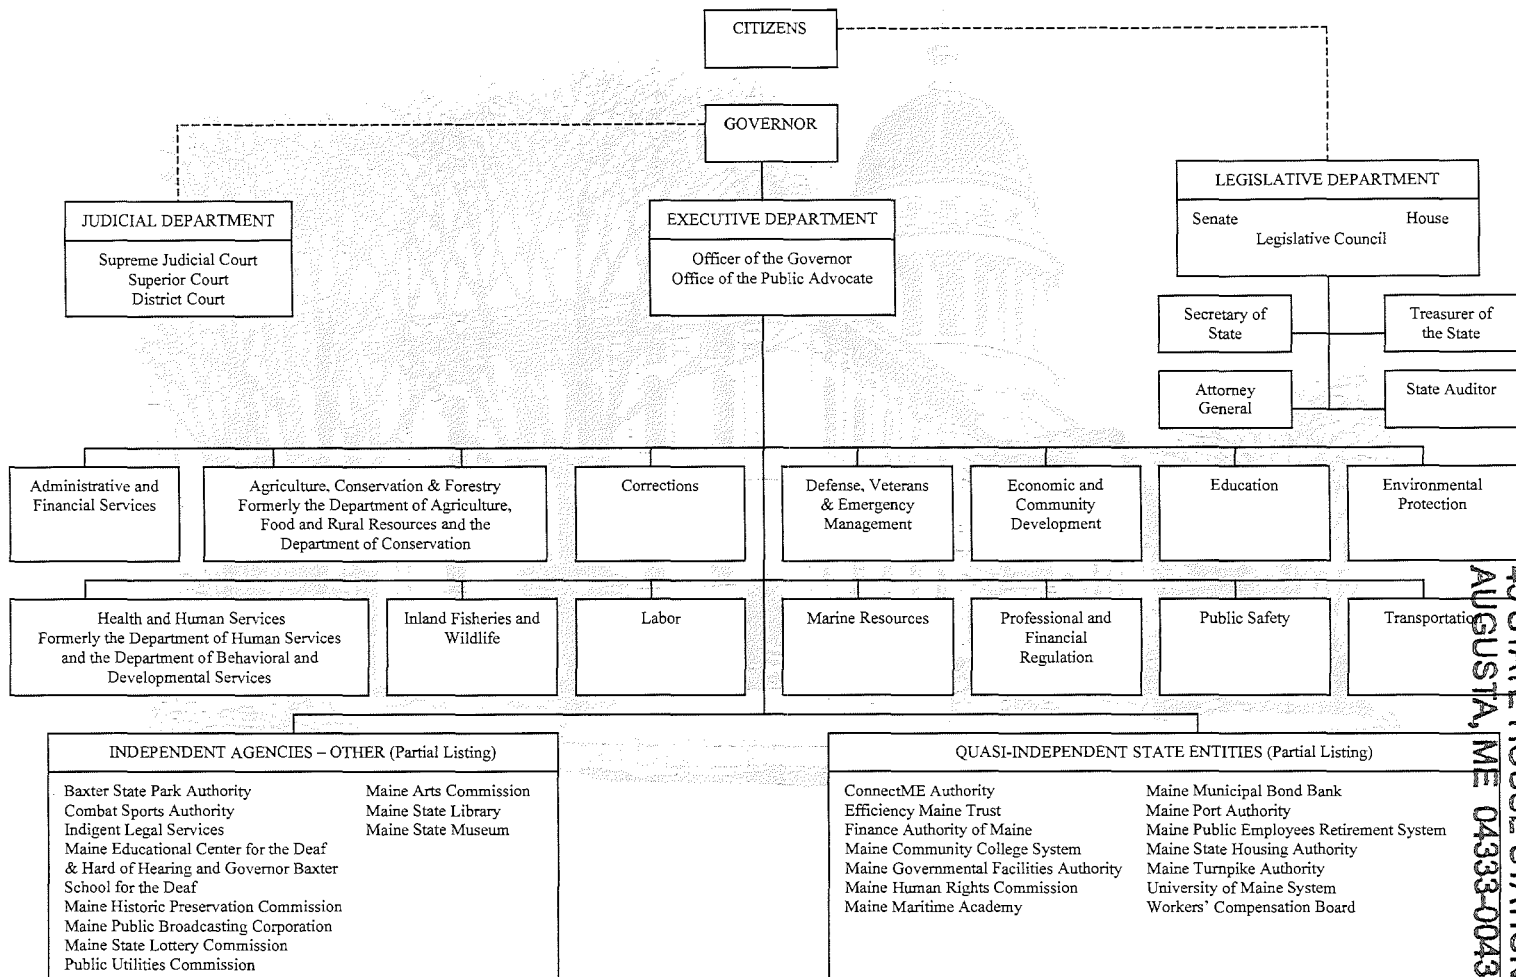 CITIZENS
GOVERNOR
LEGISLATIVE DEPARTMENT
Senate House
Legislative Council
JUDICIAL DEPARTMENT
Supreme Judicial Court
Superior Court
District Court
EXECUTIVE DEPARTMENT
Officer of the Governor
Office of the Public Advocate
Secretary of
State
Treasurer of
the State
Attorney
General
State Auditor
Administrative and
Financial Services
Agriculture, Conservation & Forestry
Formerly the Department of Agriculture,
Food and Rural Resources and the
Department of Conservation
Corrections
Defense, Veterans
& Emergency
Management
Economic and
Community
Development
Education
Environmental
Protection
Health and Human Services
Formerly the Department of Human Services
and the Department of Behavioral and
Developmental Services
Inland Fisheries and
Wildlife
Labor
Marine Resources
Professional and
Financial
Regulation
Public Safety
Transportation
INDEPENDENT AGENCIES – OTHER (Partial Listing)
Baxter State Park Authority
Combat Sports Authority
Indigent Legal Services
Maine Educational Center for the Deaf
& Hard of Hearing and Governor Baxter
School for the Deaf
Maine Historic Preservation Commission
Maine Public Broadcasting Corporation
Maine State Lottery Commission
Public Utilities Commission
Maine Arts Commission
Maine State Library
Maine State Museum
QUASI-INDEPENDENT STATE ENTITIES (Partial Listing)
ConnectME Authority
Efficiency Maine Trust
Finance Authority of Maine
Maine Community College System
Maine Governmental Facilities Authority
Maine Human Rights Commission
Maine Maritime Academy
Maine Municipal Bond Bank
Maine Port Authority
Maine Public Employees Retirement System
Maine State Housing Authority
Maine Turnpike Authority
University of Maine System
Workers' Compensation Board
AUGUSTA, ME 04333-0043